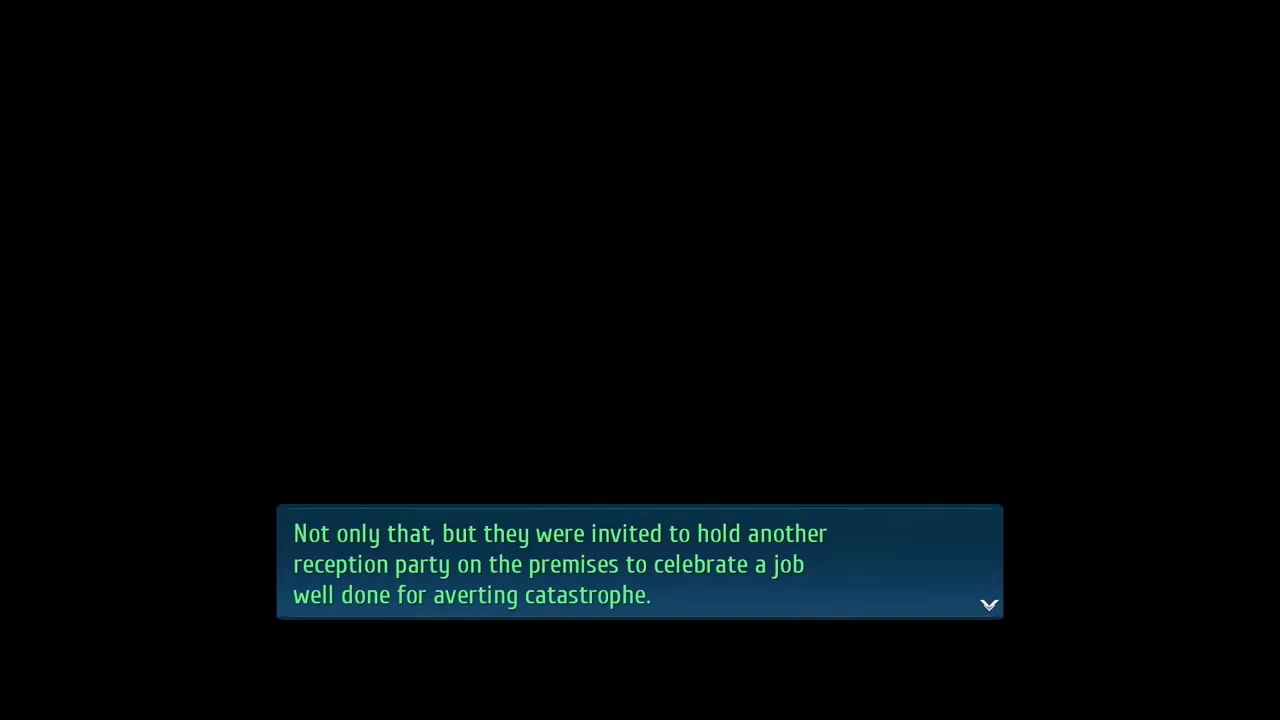 Not only that, but they were invited to hold another
reception party on the premises to celebrate a job
well done for averting catastrophe.